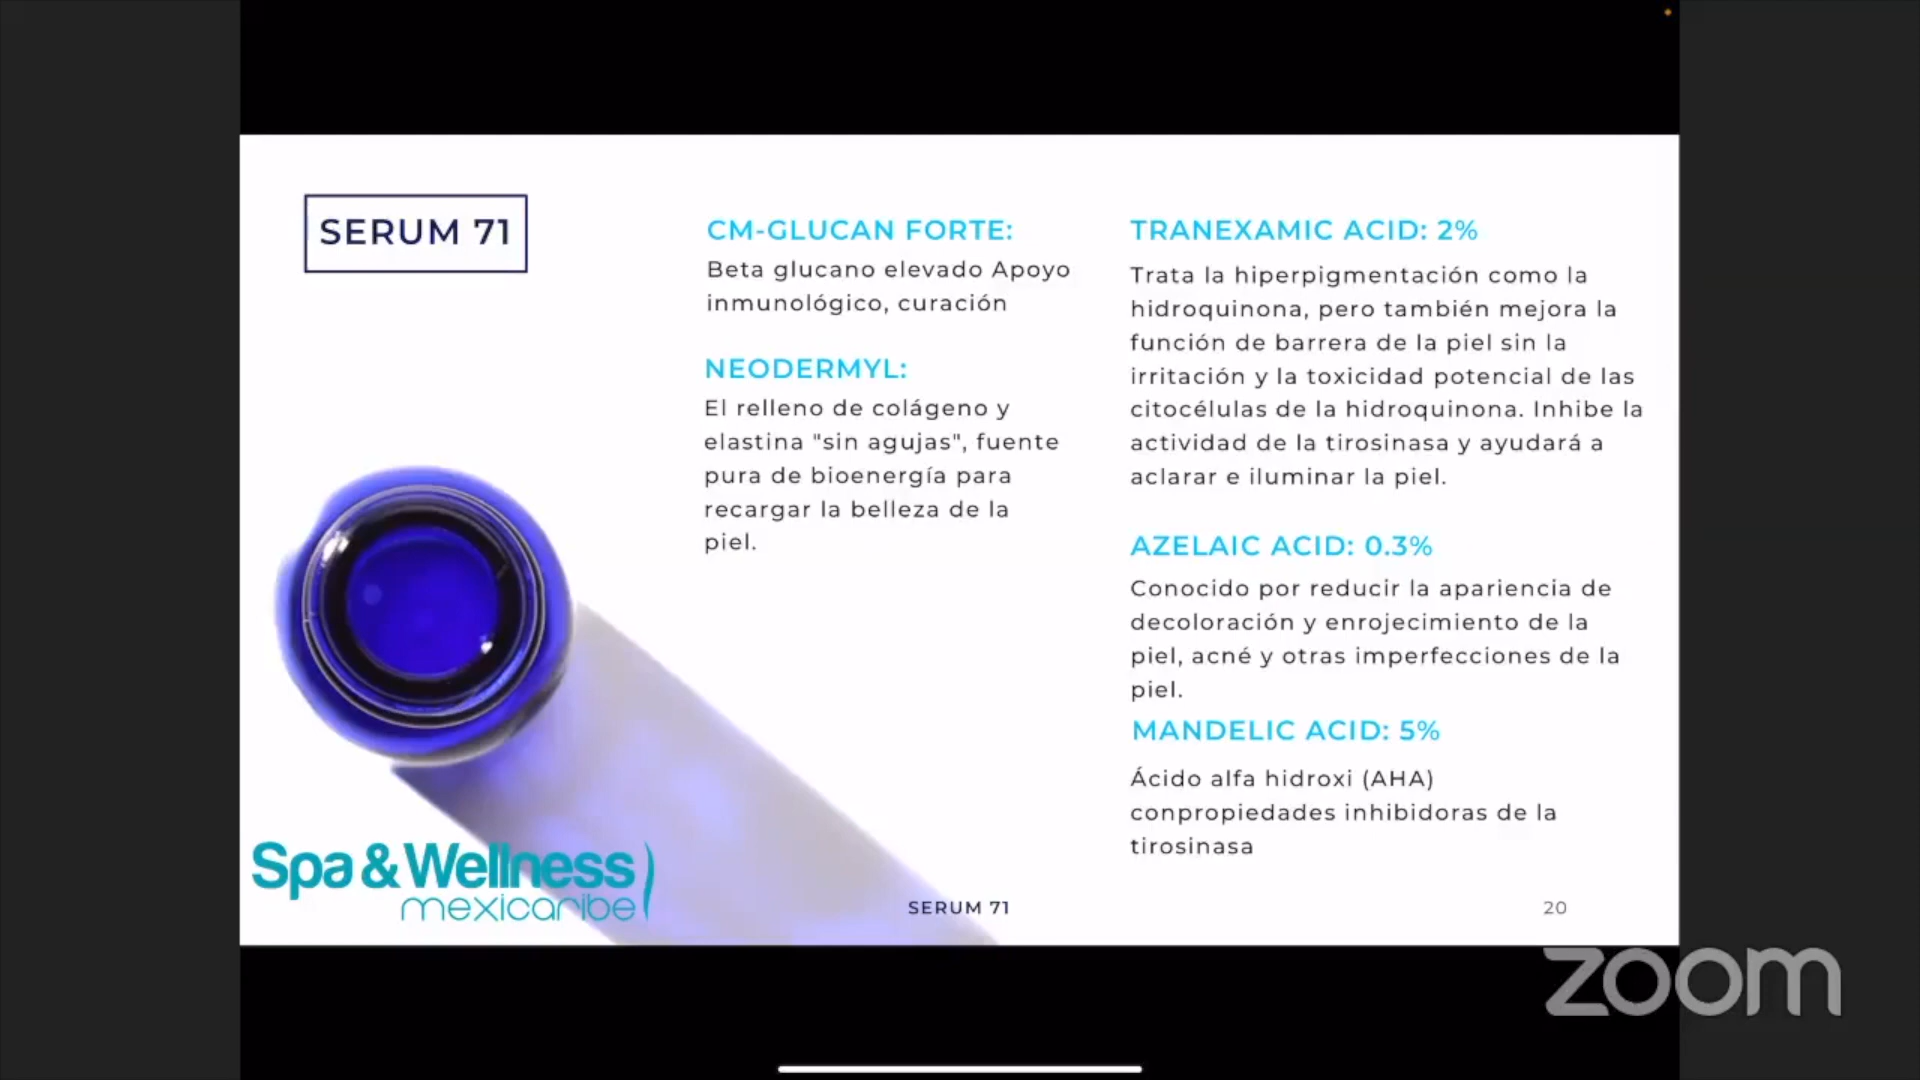 SERUM 71
CM-GLUCAN FORTE:
Beta glucano elevado Apoyo
inmunológico, curación
NEODERMYL:
El relleno de colágeno y
elastina "sin agujas", fuente
pura de bioenergía para
recargar la belleza de la
piel.
TRANEXAMIC ACID: 2%
Trata la hiperpigmentación como la
hidroquinona, pero también mejora la
función de barrera de la piel sin la
irritación y la toxicidad potencial de las
citocélulas de la hidroquinona. Inhibe la
actividad de la tirosinasa y ayudará a
aclarar e iluminar la piel.
AZELAIC ACID: 0.3%
Conocido por reducir la apariencia de
decoloración y enrojecimiento de la
piel, acné y otras imperfecciones de la
piel.
MANDELIC ACID: 5%
Ácido alfa hidroxi (AHA)
conpropiedades inhibidoras de la
tirosinasa
Spa & Wellness
mexicaribe
SERUM 71
20
zoom